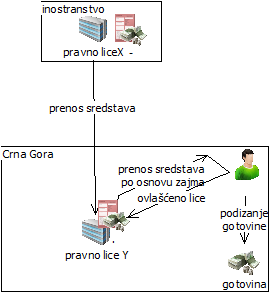 inostranstvo
pravno liceX -
prenos sredstava
Crna Gora
prenos sredstava
po osnovu zajma
ovlašćeno lice
pravno lice Y
podizanje
gotovine
gotovina